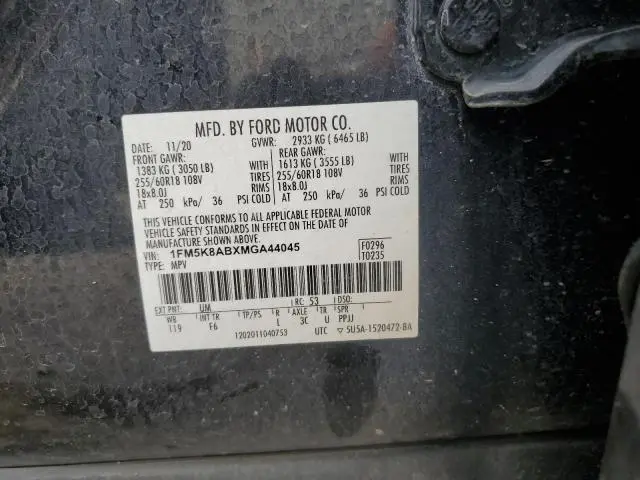 MFD. BY FORD MOTOR CO.
DATE: 11/20 GVWR: 2933 KG ( 6465 LB)
FRONT GAWR: REAR GAWR:
1383 KG ( 3050 LB) WITH 1613 KG ( 3555 LB) WITH
255/60R18 108V TIRES 255/60R18 108V TIRES
18x8.0J RIMS 18x8.0J RIMS
AT 250 kPa/ 36 PSI COLD AT 250 kPa/ 36 PSI COLD
THIS VEHICLE CONFORMS TO ALL APPLICABLE FEDERAL MOTOR
VEHICLE SAFETY STANDARDS IN EFFECT ON THE DATE OF
MANUFACTURE SHOWN ABOVE.
VIN: 1FM5K8ABXMGA44045 F0296
TYPE: MPV T0235
EXT PNT: UM RC: 53 DSO:
WB INT TR TP/PS R AXLE TR SPR
119 F6 L 3C U PPJJ
1202011040753 UTC ▽ 5U5A-1520472-BA